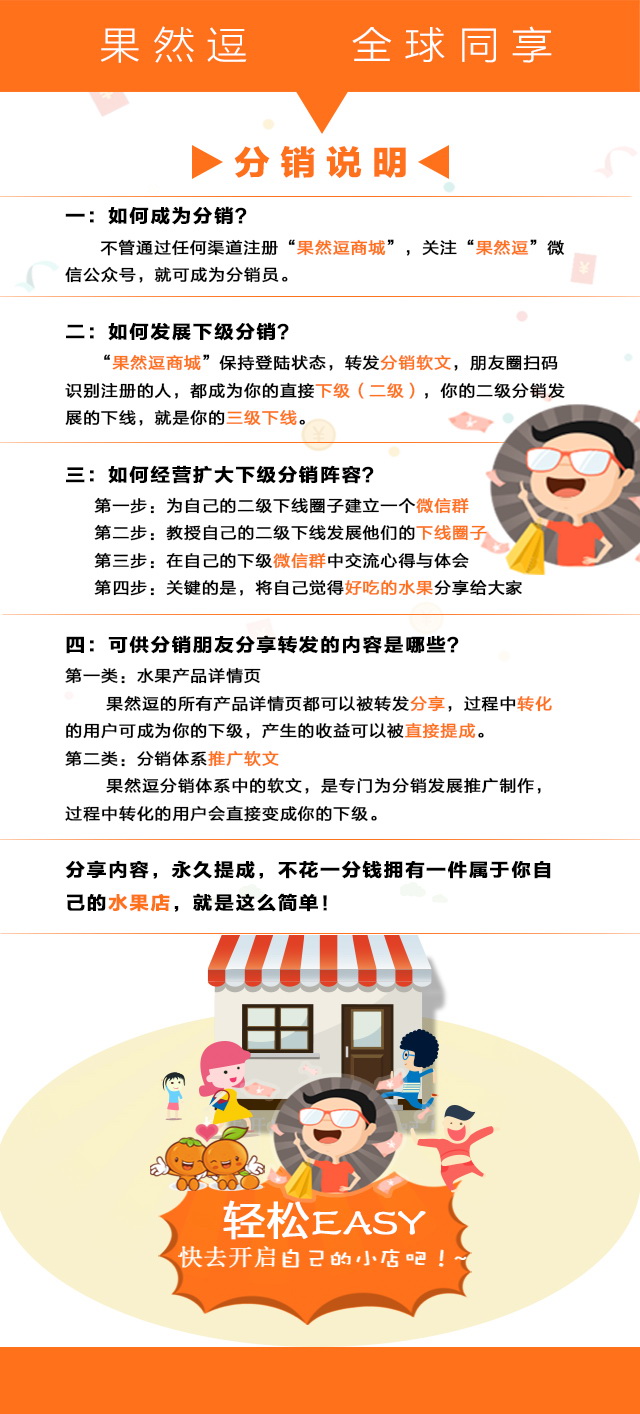 果然逗 全球同享
分销说明
一：如何成为分销？
不管通过任何渠道注册“果然逗商城”，关注“果然逗”微
信公众号，就可成为分销员。
二：如何发展下级分销？
“果然逗商城”保持登陆状态，转发分销软文，朋友圈扫码
识别注册的人，都成为你的直接下级（二级），你的二级分销发
展的下线，就是你的三级下线。
三：如何经营扩大下级分销阵容？
第一步：为自己的二级下线圈子建立一个微信群
第二步：教授自己的二级下线发展他们的下线圈子
第三步：在自己的下级微信群中交流心得与体会
第四步：关键的是，将自己觉得好吃的水果分享给大家
四：可供分销朋友分享转发的内容是哪些？
第一类：水果产品详情页
果然逗的所有产品详情页都可以被转发分享，过程中转化
的用户可成为你的下级，产生的收益可以被直接提成。
第二类：分销体系推广软文
果然逗分销体系中的软文，是专门为分销发展推广制作，
过程中转化的用户会直接变成你的下级。
分享内容，永久提成，不花一分钱拥有一件属于你自
己的水果店，就是这么简单！
轻松EASY
快去开启自己的小店吧！~